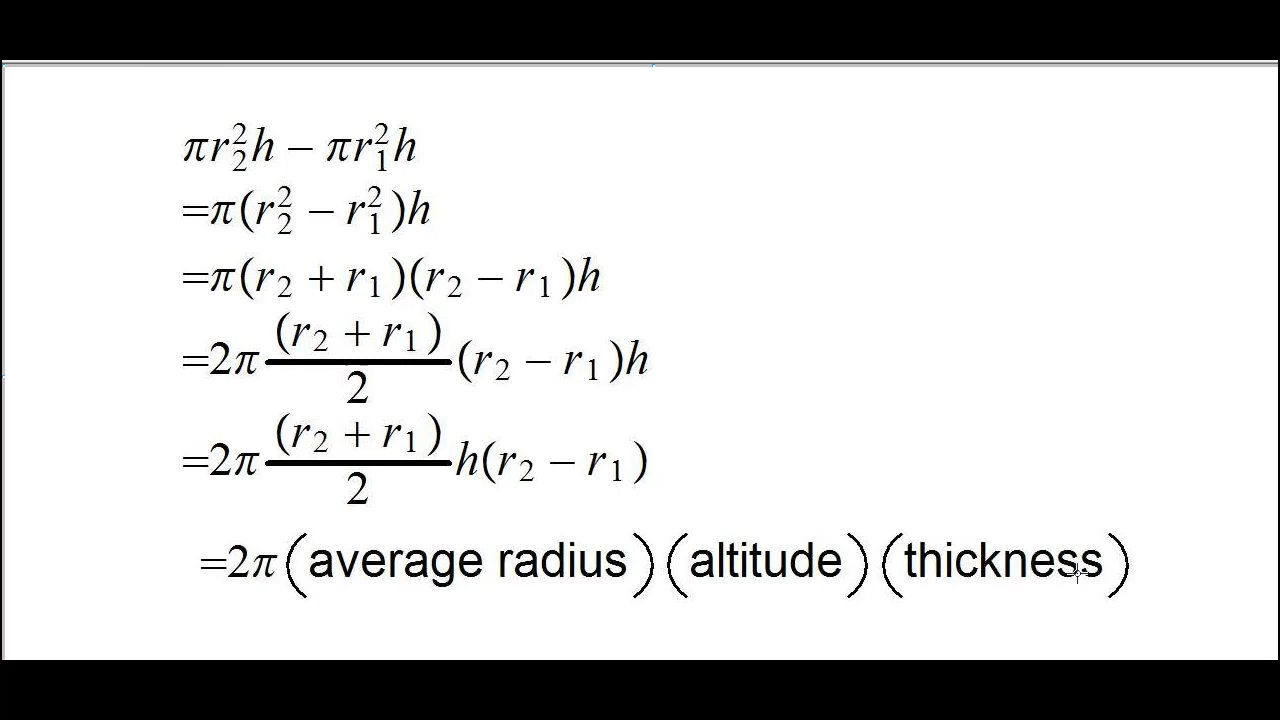 πr₂²h − πr₁²h
=π(r₂² − r₁²)h
=π(r₂ + r₁)(r₂ − r₁)h
=2π (r₂ + r₁)/2 (r₂ − r₁)h
=2π (r₂ + r₁)/2 h(r₂ − r₁)
=2π(average radius)(altitude)(thickness)